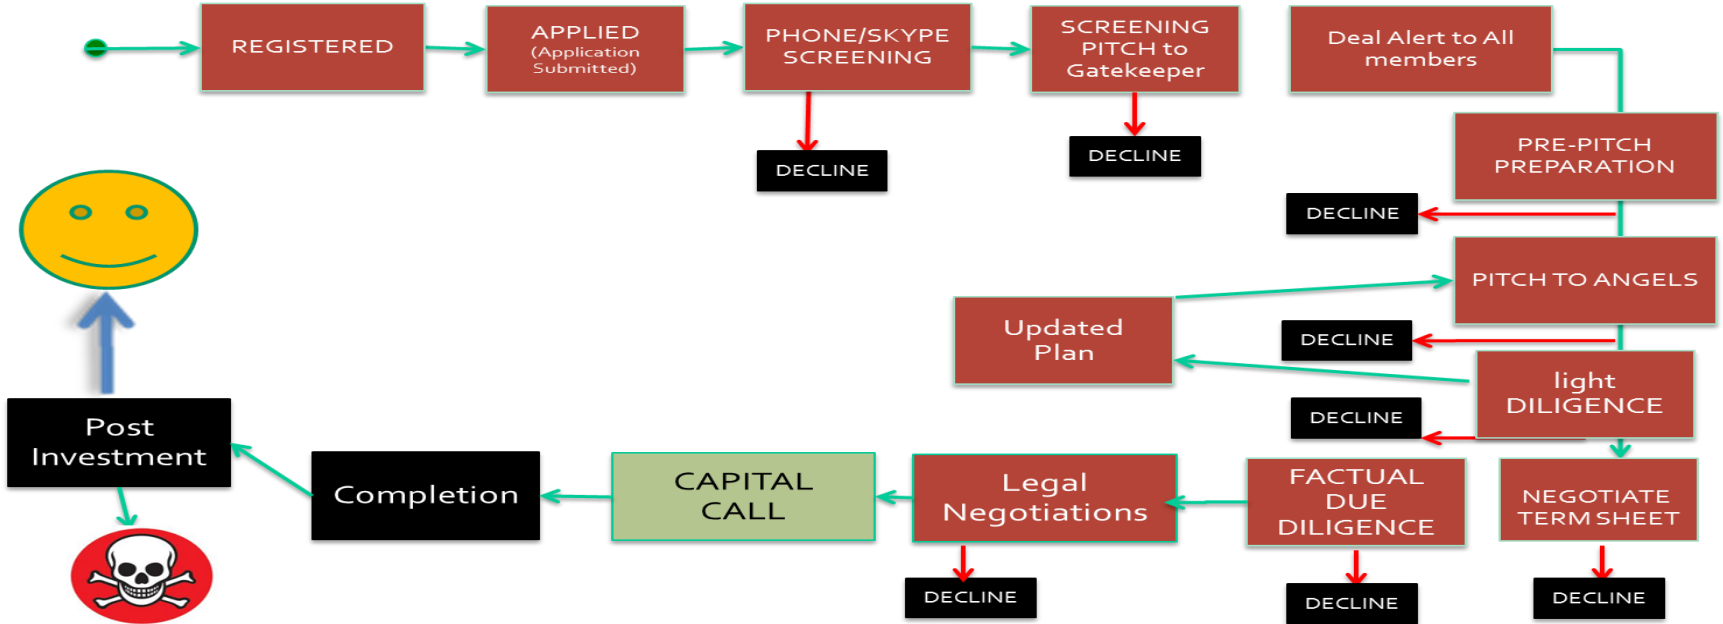 REGISTERED
APPLIED
(Application
Submitted)
PHONE/SKYPE
SCREENING
DECLINE
SCREENING
PITCH to
Gatekeeper
DECLINE
Deal Alert to All
members
PRE-PITCH
PREPARATION
DECLINE
PITCH TO ANGELS
Updated
Plan
DECLINE
light
DILIGENCE
DECLINE
NEGOTIATE
TERM SHEET
DECLINE
FACTUAL
DUE
DILIGENCE
DECLINE
Legal
Negotiations
DECLINE
CAPITAL
CALL
Completion
Post
Investment